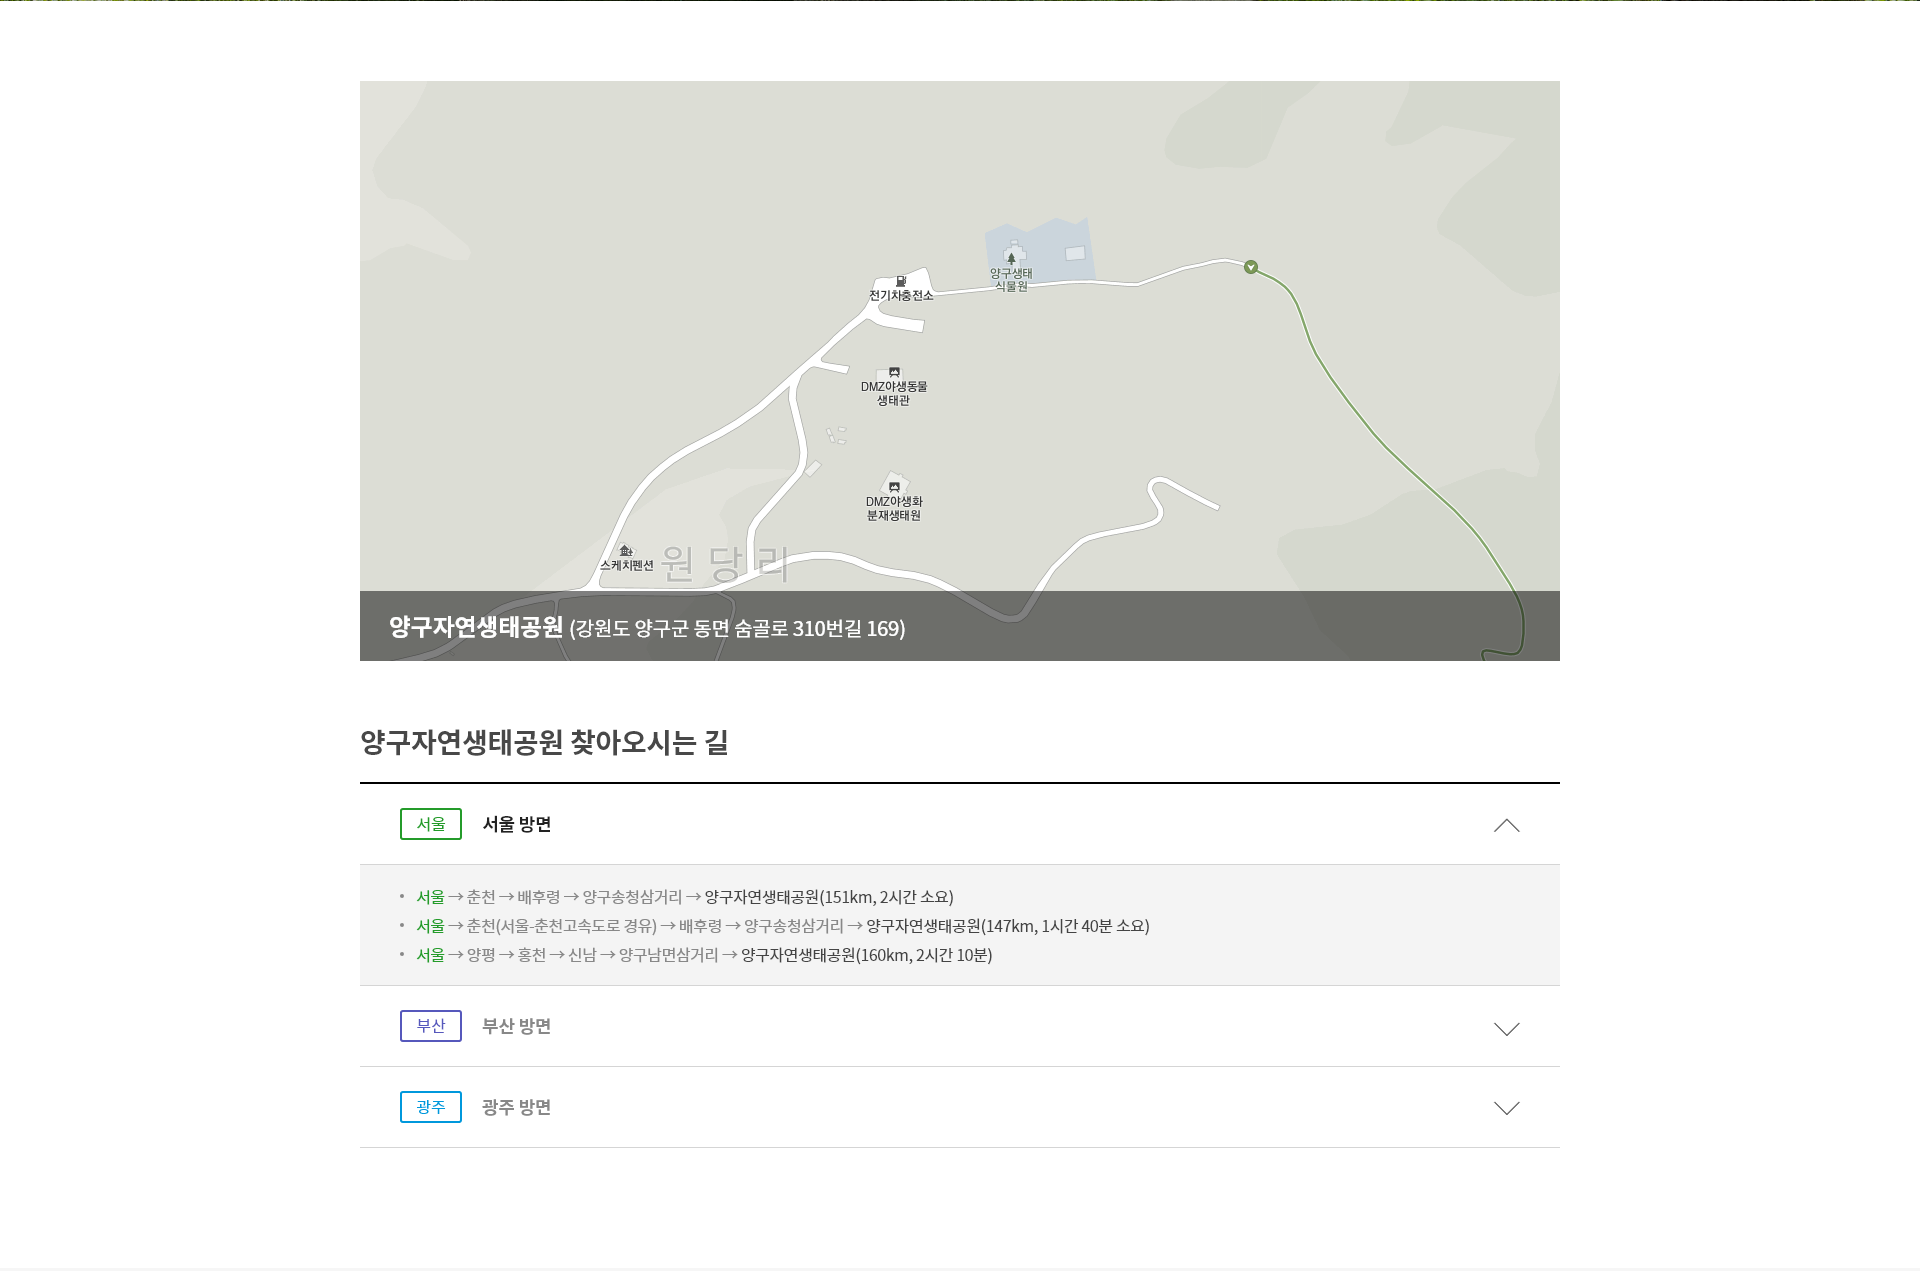 양구생태
식물원
전기차충전소
DMZ야생동물
생태관
DMZ야생화
분재생태원
스케치펜션
원당리
양구자연생태공원 (강원도 양구군 동면 숨골로 310번길 169)
양구자연생태공원 찾아오시는 길
서울 서울 방면
• 서울 → 춘천 → 배후령 → 양구송청삼거리 → 양구자연생태공원(151km, 2시간 소요)
• 서울 → 춘천(서울-춘천고속도로 경유) → 배후령 → 양구송청삼거리 → 양구자연생태공원(147km, 1시간 40분 소요)
• 서울 → 양평 → 홍천 → 신남 → 양구남면삼거리 → 양구자연생태공원(160km, 2시간 10분)
부산 부산 방면
광주 광주 방면